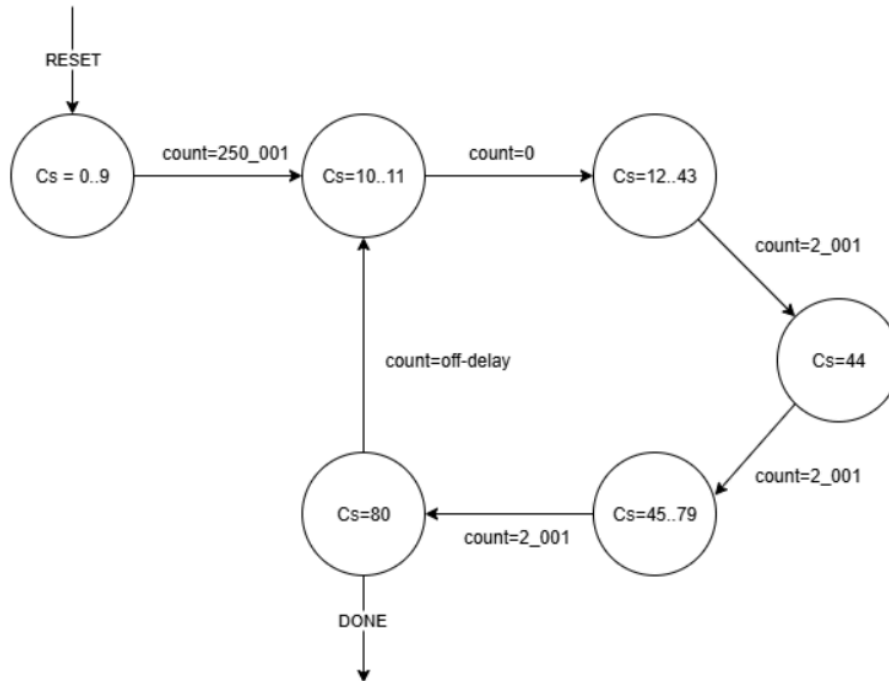 RESET
Cs = 0..9
count=250_001
Cs=10..11
count=0
Cs=12..43
count=2_001
Cs=44
count=2_001
Cs=45..79
count=2_001
Cs=80
count=off-delay
DONE